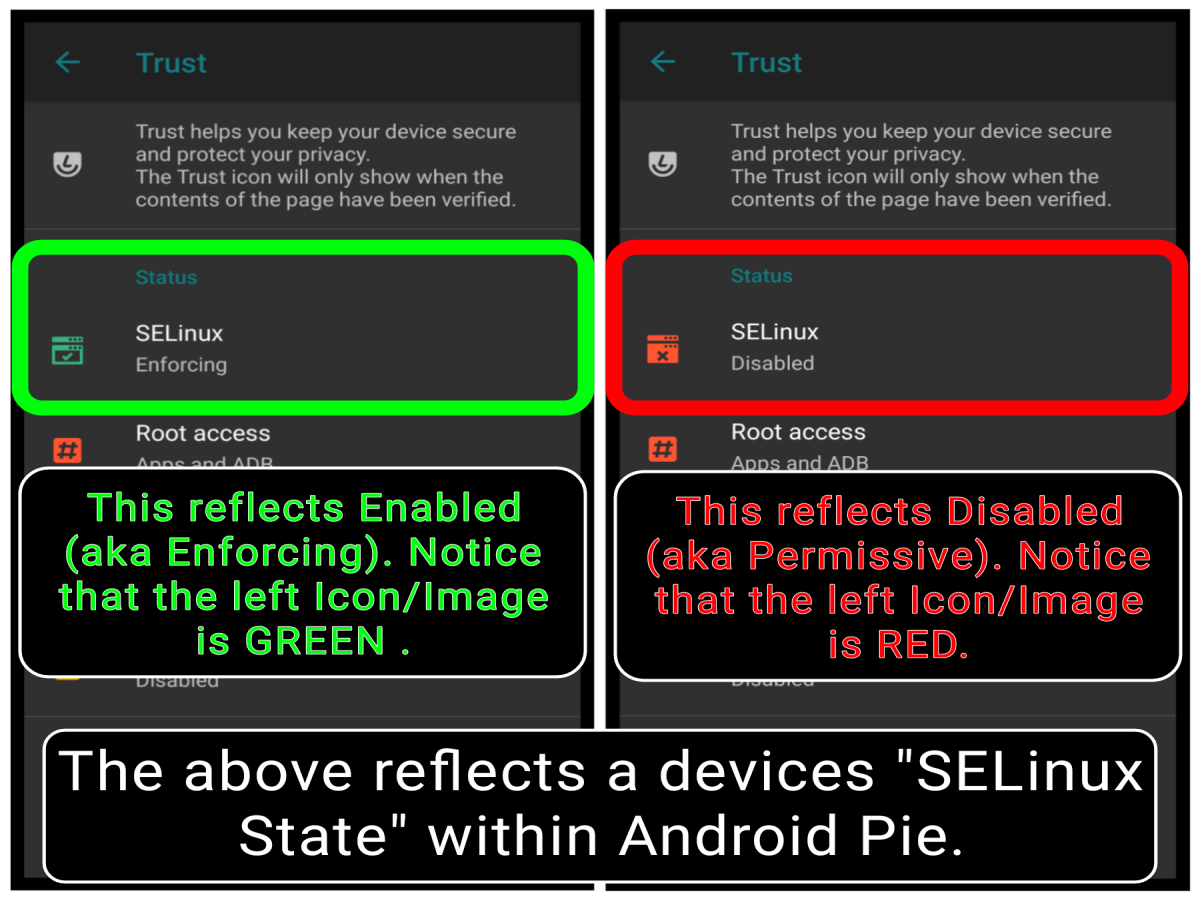 Trust
Trust helps you keep your device secure
and protect your privacy.
The Trust icon will only show when the
contents of the page have been verified.
Status
SELinux
Enforcing
Root access
Apps and ADB
This reflects Enabled
(aka Enforcing). Notice
that the left Icon/Image
is GREEN .
Disabled
Trust
Trust helps you keep your device secure
and protect your privacy.
The Trust icon will only show when the
contents of the page have been verified.
Status
SELinux
Disabled
Root access
Apps and ADB
This reflects Disabled
(aka Permissive). Notice
that the left Icon/Image
is RED.
Disabled
The above reflects a devices "SELinux
State" within Android Pie.